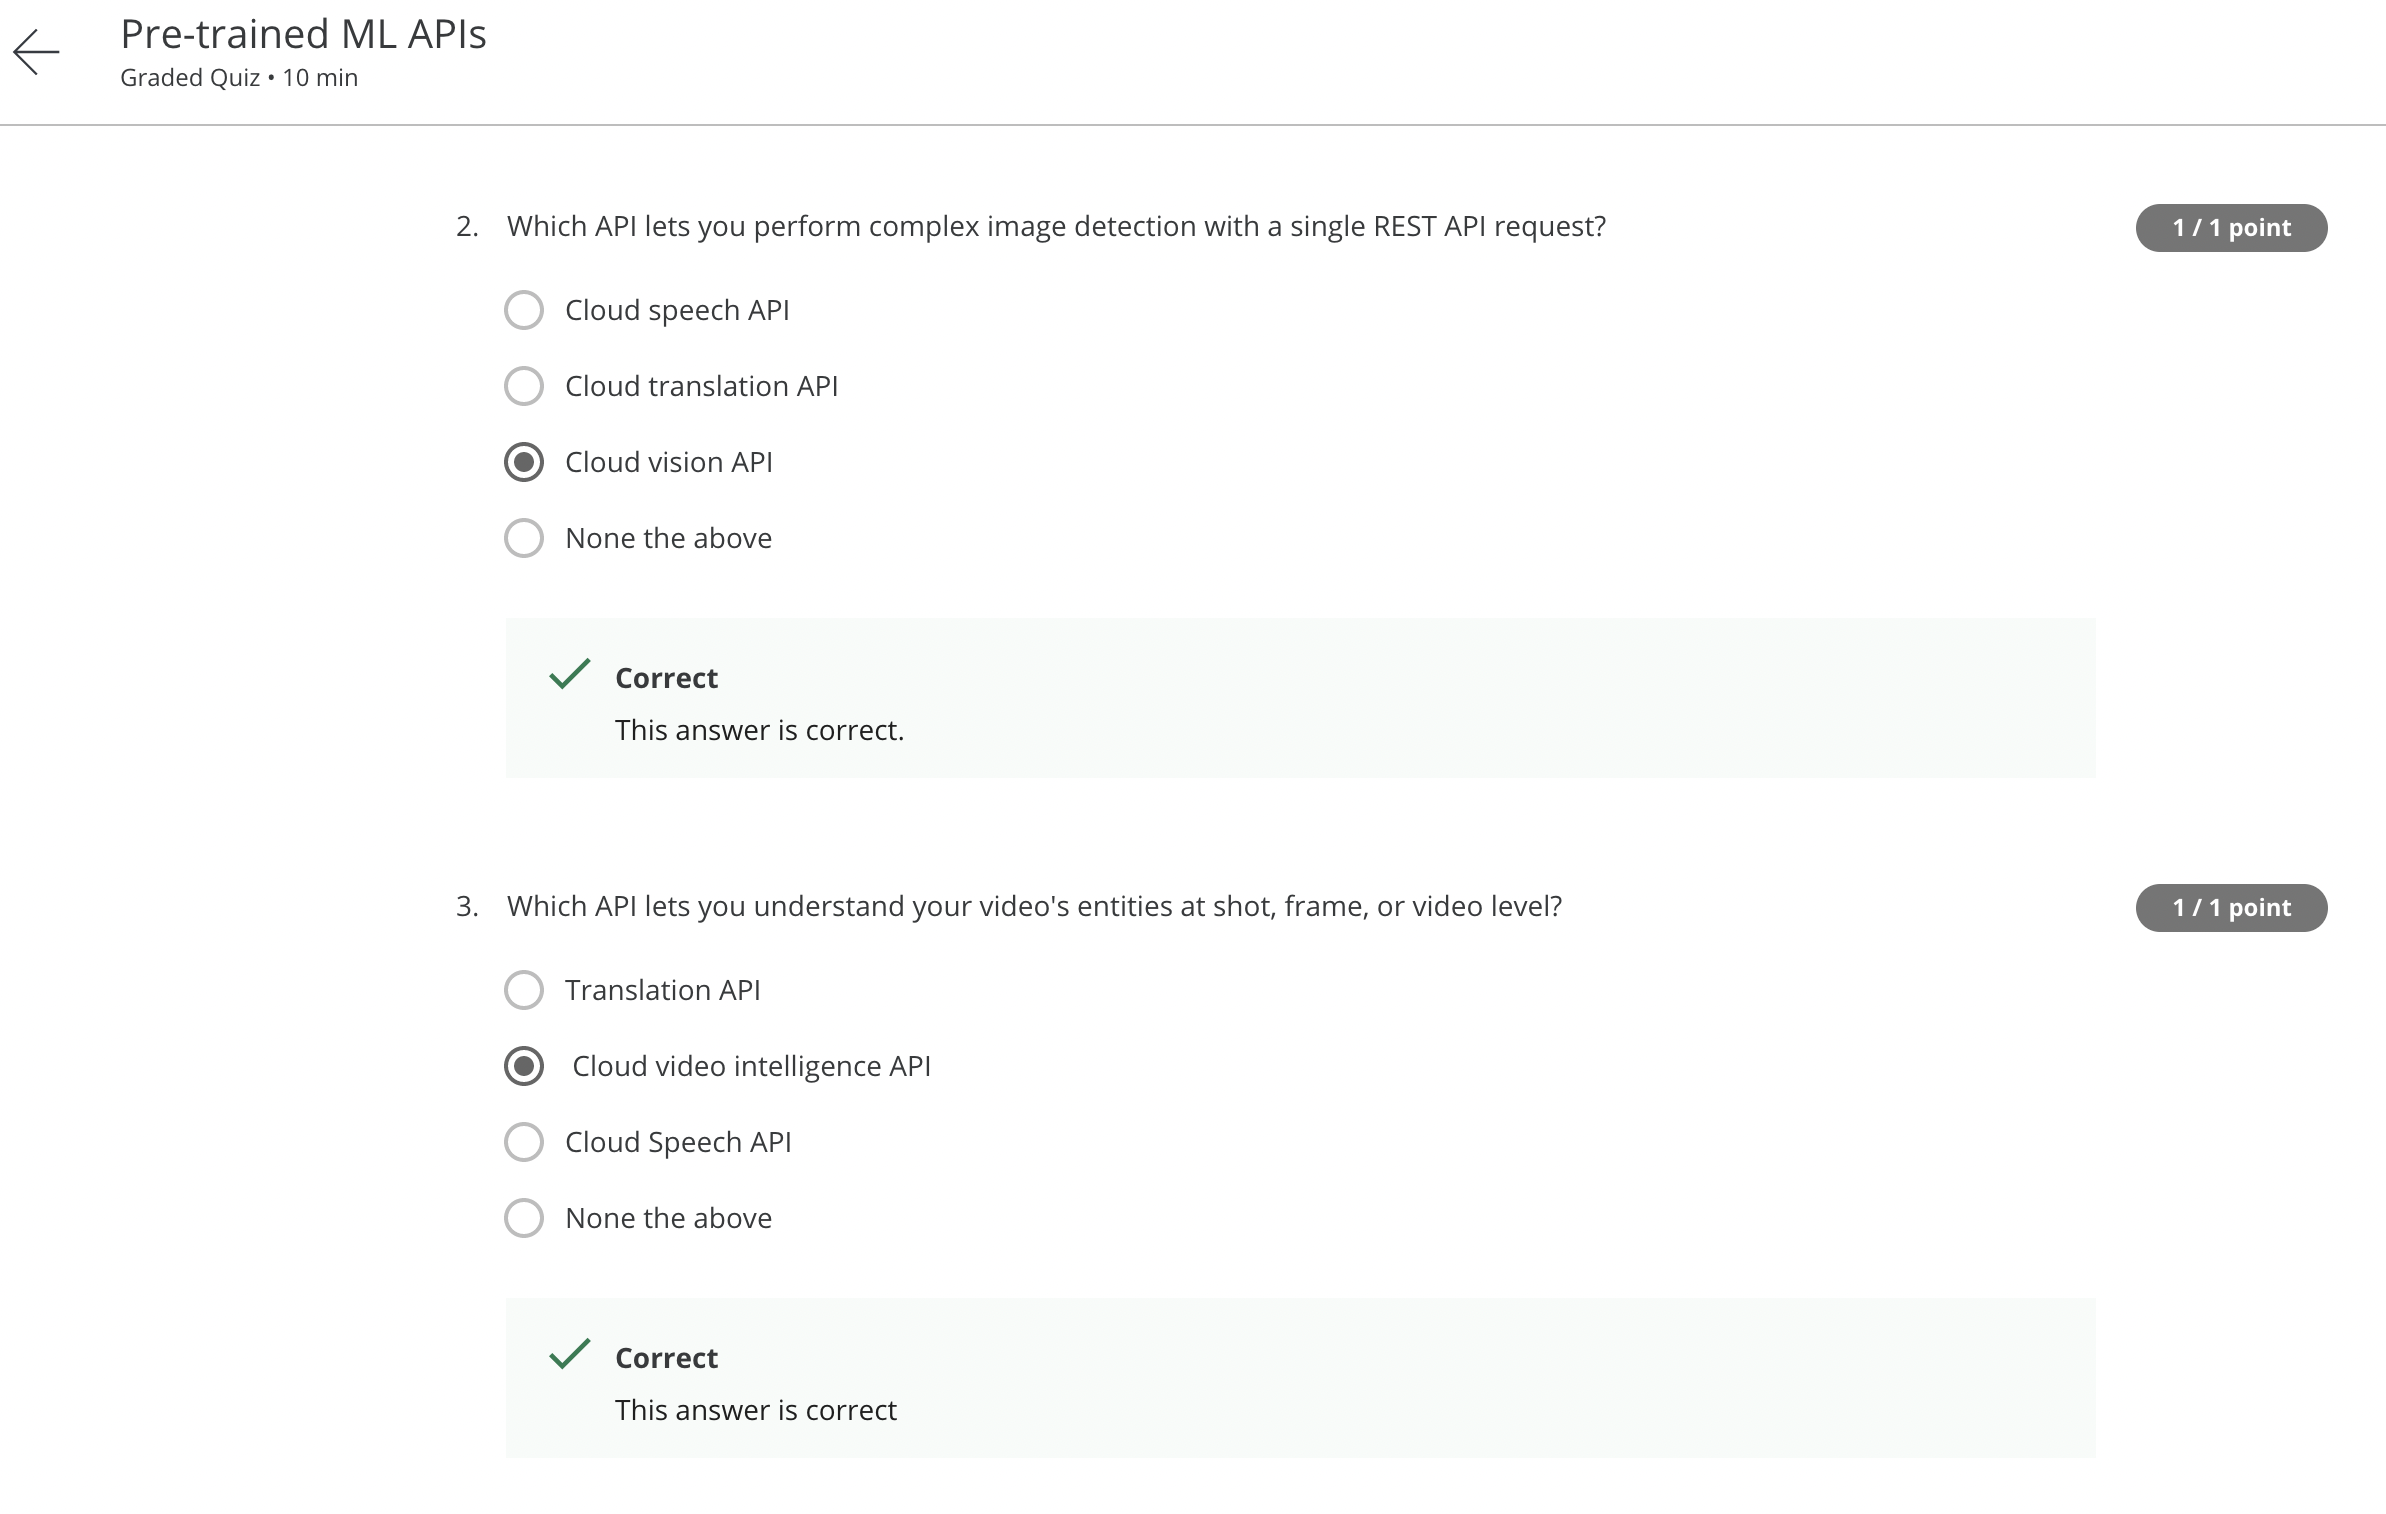 Pre-trained ML APIs
Graded Quiz • 10 min
2. Which API lets you perform complex image detection with a single REST API request?
1 / 1 point
Cloud speech API
Cloud translation API
Cloud vision API
None the above
Correct
This answer is correct.
3. Which API lets you understand your video's entities at shot, frame, or video level?
1 / 1 point
Translation API
Cloud video intelligence API
Cloud Speech API
None the above
Correct
This answer is correct